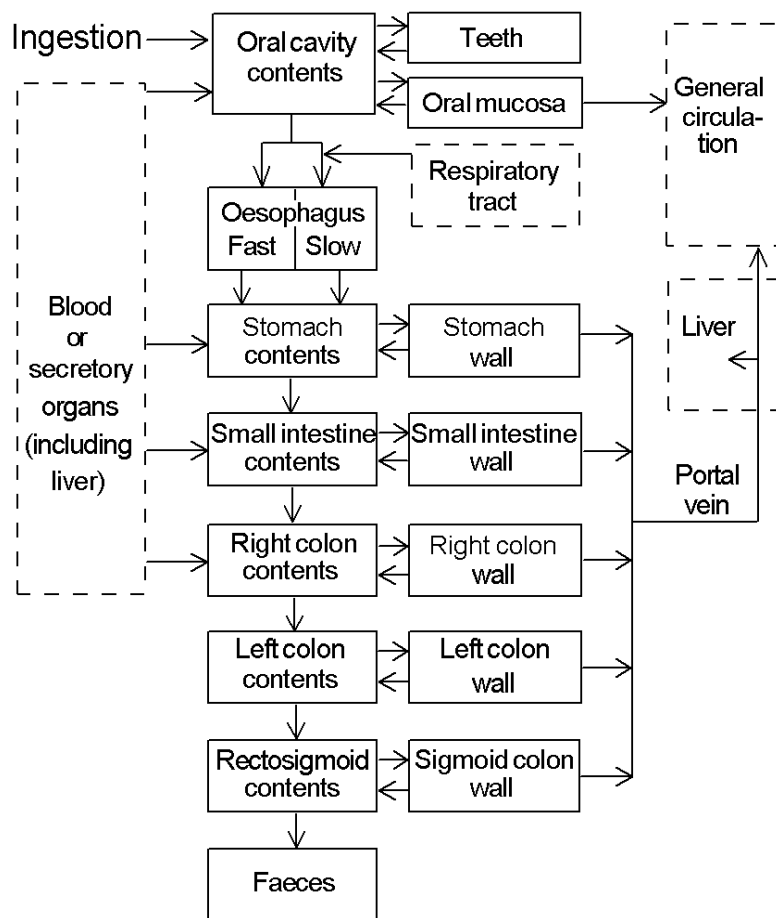 Ingestion
Oral cavity
contents
Teeth
Oral mucosa
General
circula-
tion
Respiratory
tract
Oesophagus
Fast Slow
Blood
or
secretory
organs
(including
liver)
Stomach
contents
Stomach
wall
Liver
Small intestine
contents
Small intestine
wall
Portal
vein
Right colon
contents
Right colon
wall
Left colon
contents
Left colon
wall
Rectosigmoid
contents
Sigmoid colon
wall
Faeces